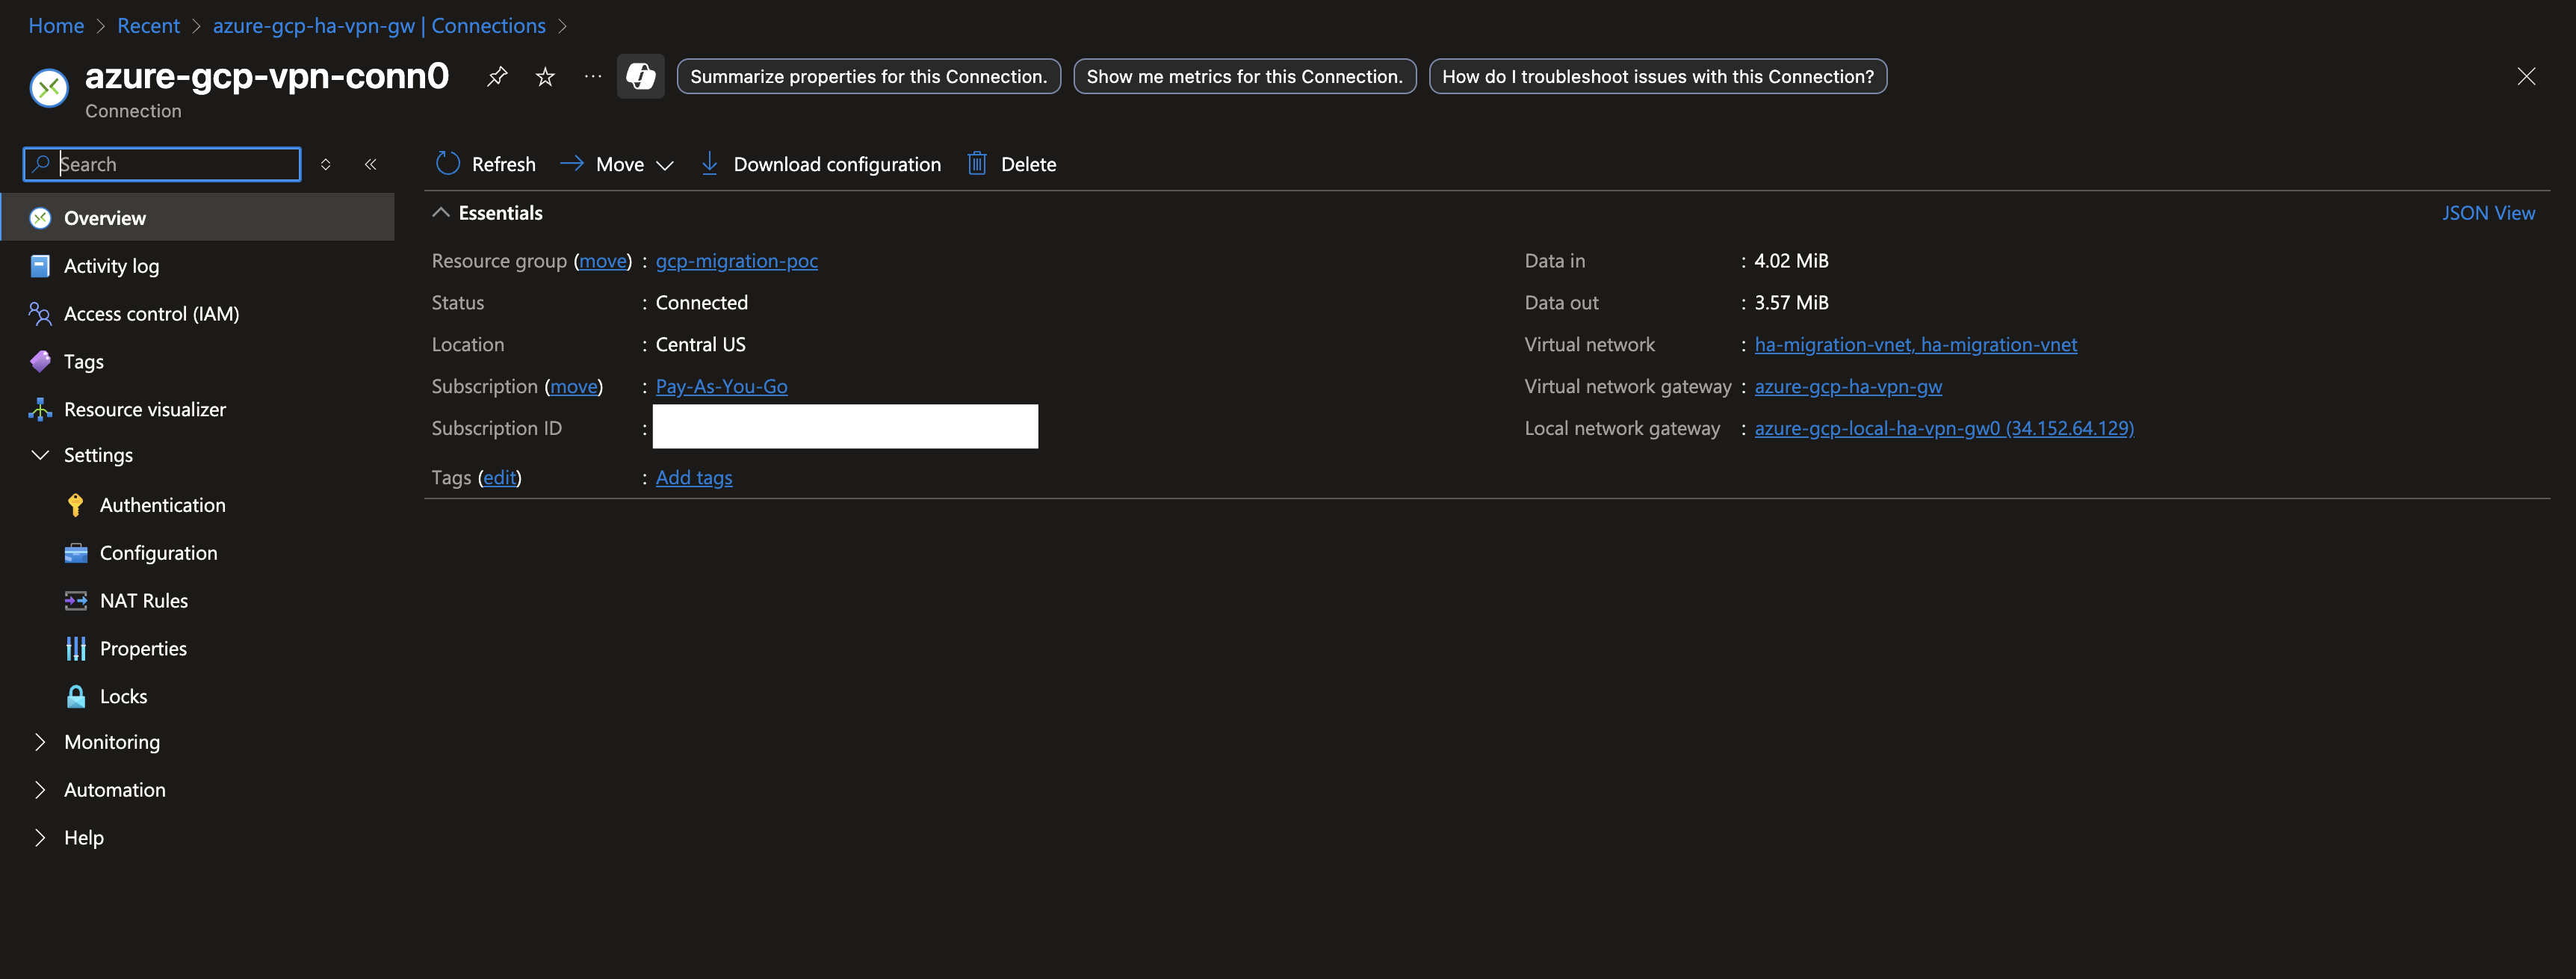 Home > Recent > azure-gcp-ha-vpn-gw | Connections >
azure-gcp-vpn-conn0
Summarize properties for this Connection.
Show me metrics for this Connection.
How do I troubleshoot issues with this Connection?
Connection
Search
Refresh
Move
Download configuration
Delete
Overview
Activity log
Access control (IAM)
Tags
Resource visualizer
Settings
Authentication
Configuration
NAT Rules
Properties
Locks
Monitoring
Automation
Help
Essentials
JSON View
Resource group (move) : gcp-migration-poc
Status : Connected
Location : Central US
Subscription (move) : Pay-As-You-Go
Subscription ID :
Tags (edit) : Add tags
Data in : 4.02 MiB
Data out : 3.57 MiB
Virtual network : ha-migration-vnet, ha-migration-vnet
Virtual network gateway : azure-gcp-ha-vpn-gw
Local network gateway : azure-gcp-local-ha-vpn-gw0 (34.152.64.129)